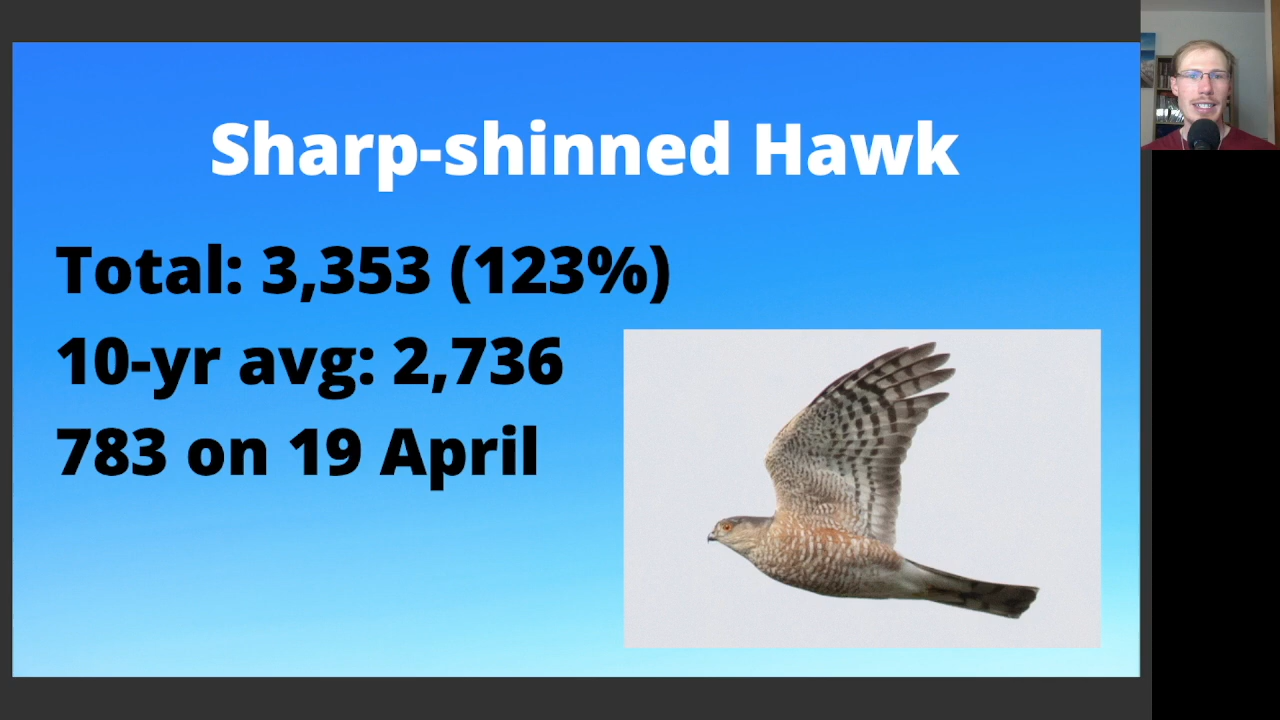 Sharp-shinned Hawk
Total: 3,353 (123%)
10-yr avg: 2,736
783 on 19 April